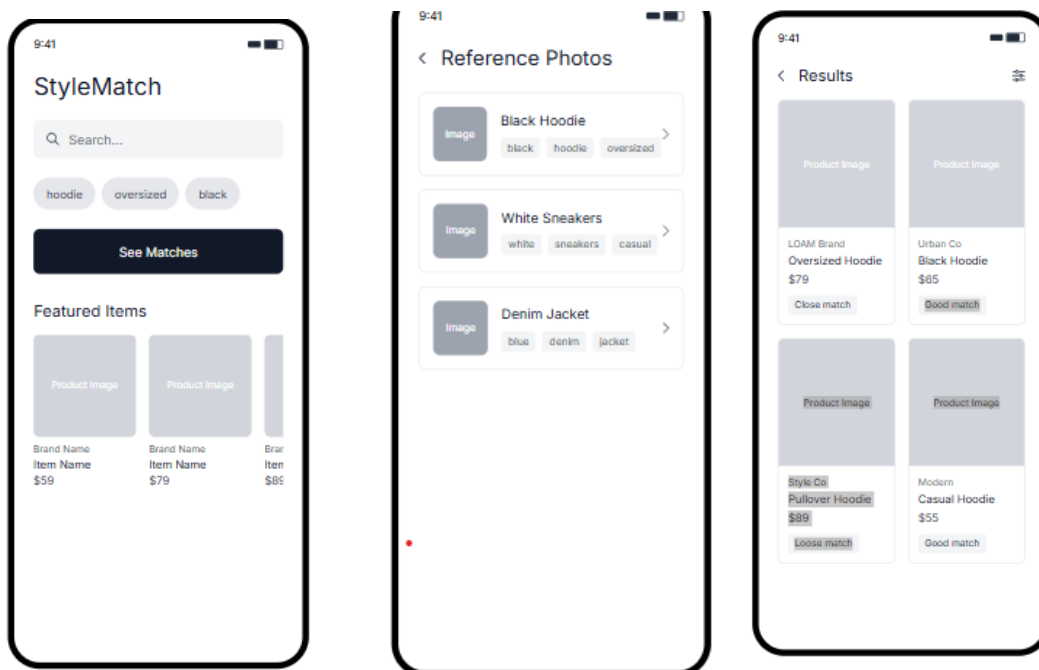 9:41
StyleMatch
Search...
hoodie oversized black
See Matches
Featured Items
Product Image Product Image
Brand Name Brand Name Bran
Item Name Item Name Item
$59 $79 $89
9:41
Reference Photos
Image
Black Hoodie
black hoodie oversized
Image
White Sneakers
white sneakers casual
Image
Denim Jacket
blue denim jacket
9:41
Results
Product Image Product Image
LOAM Brand Urban Co
Oversized Hoodie Black Hoodie
$79 $65
Close match Good match
Product Image Product Image
Style Co Modern
Pullover Hoodie Casual Hoodie
$89 $55
Loose match Good match